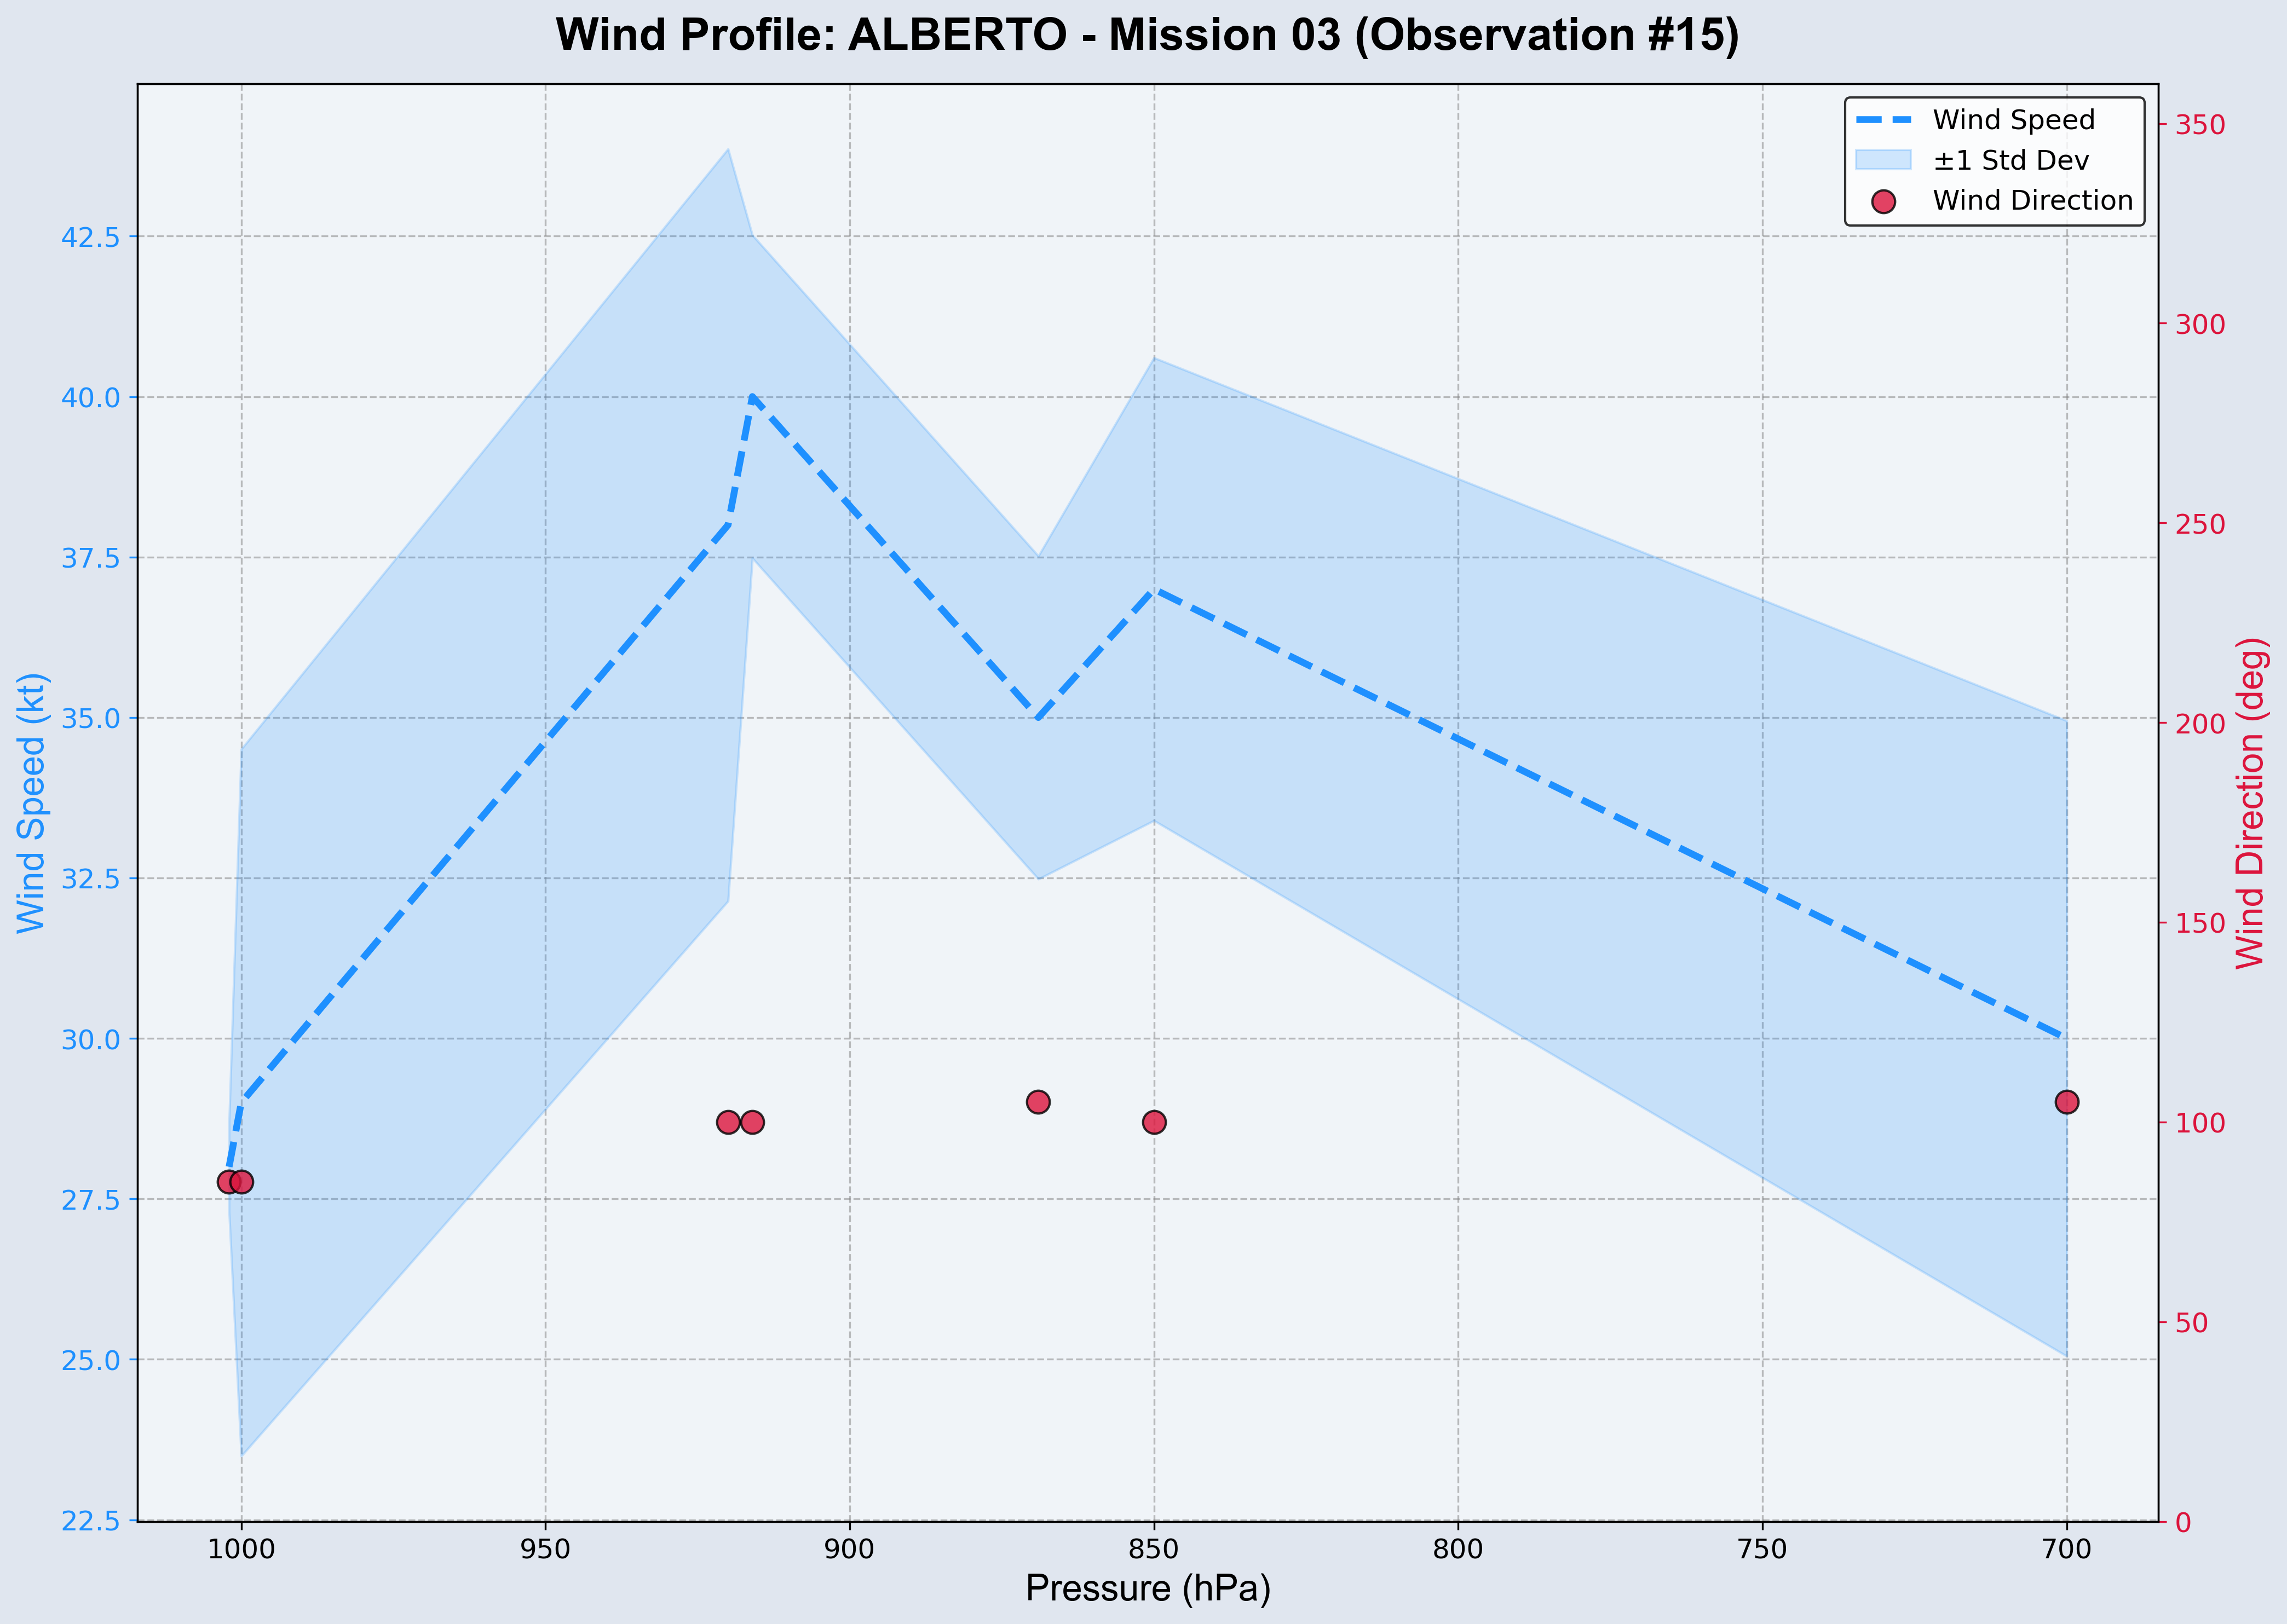 Wind Profile: ALBERTO - Mission 03 (Observation #15)
Wind Speed
±1 Std Dev
Wind Direction
Wind Speed (kt)
42.5
40.0
37.5
35.0
32.5
30.0
27.5
25.0
22.5
350
300
250
200
150
100
50
0
Wind Direction (deg)
1000 950 900 850 800 750 700
Pressure (hPa)